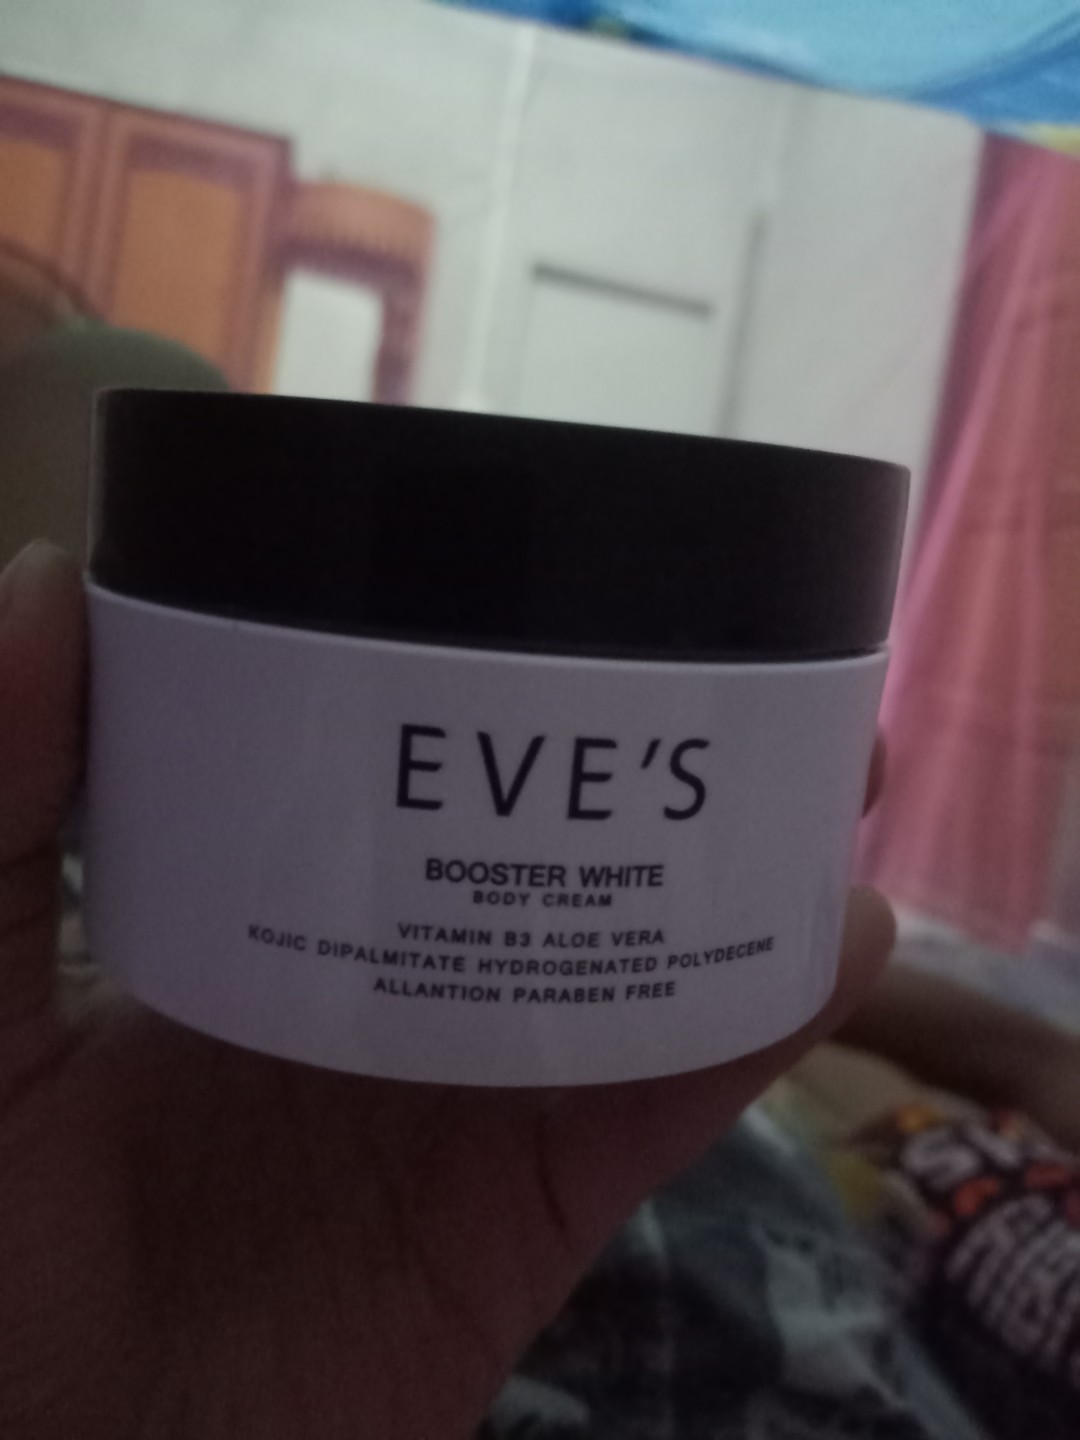 EVE'S
BOOSTER WHITE
BODY CREAM
VITAMIN B3 ALOE VERA
KOJIC DIPALMITATE HYDROGENATED POLYDECENE
ALLANTION PARABEN FREE